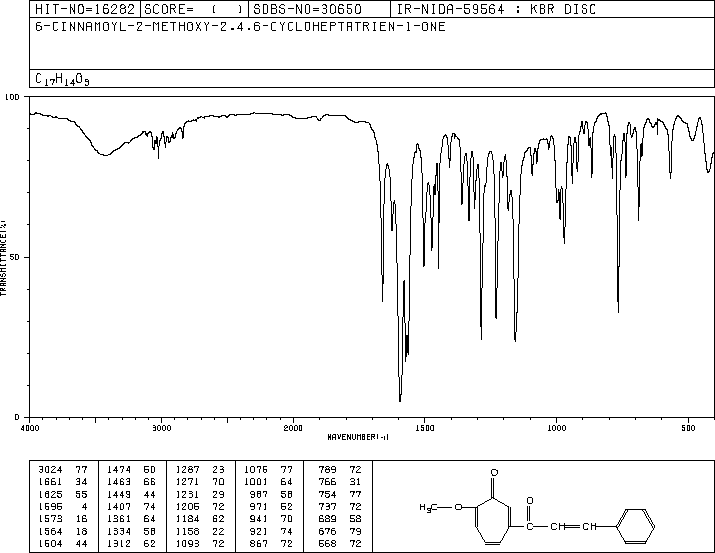 HIT-NO=16282 SCORE= ( ) SDBS-NO=30650 IR-NIDA-59564 : KBR DISC
6-CINNAMOYL-2-METHOXY-2.4.6-CYCLOHEPTATRIEN-1-ONE
C17H14O3
100
50
0
TRANSMITTANCE(%)
4000 3000 2000 1500 1000 500
WAVENUMBER(-1)
3024 77 1474 50 1287 23 1076 77 789 72
1661 34 1463 66 1271 70 1001 64 766 31
1625 55 1449 44 1231 29 987 58 754 77
1595 4 1407 74 1205 72 971 52 737 72
1573 16 1361 64 1184 62 941 70 689 58
1564 18 1334 58 1158 22 921 74 676 79
1504 44 1312 62 1093 72 867 72 568 72
O
O
H3C O
CH CH